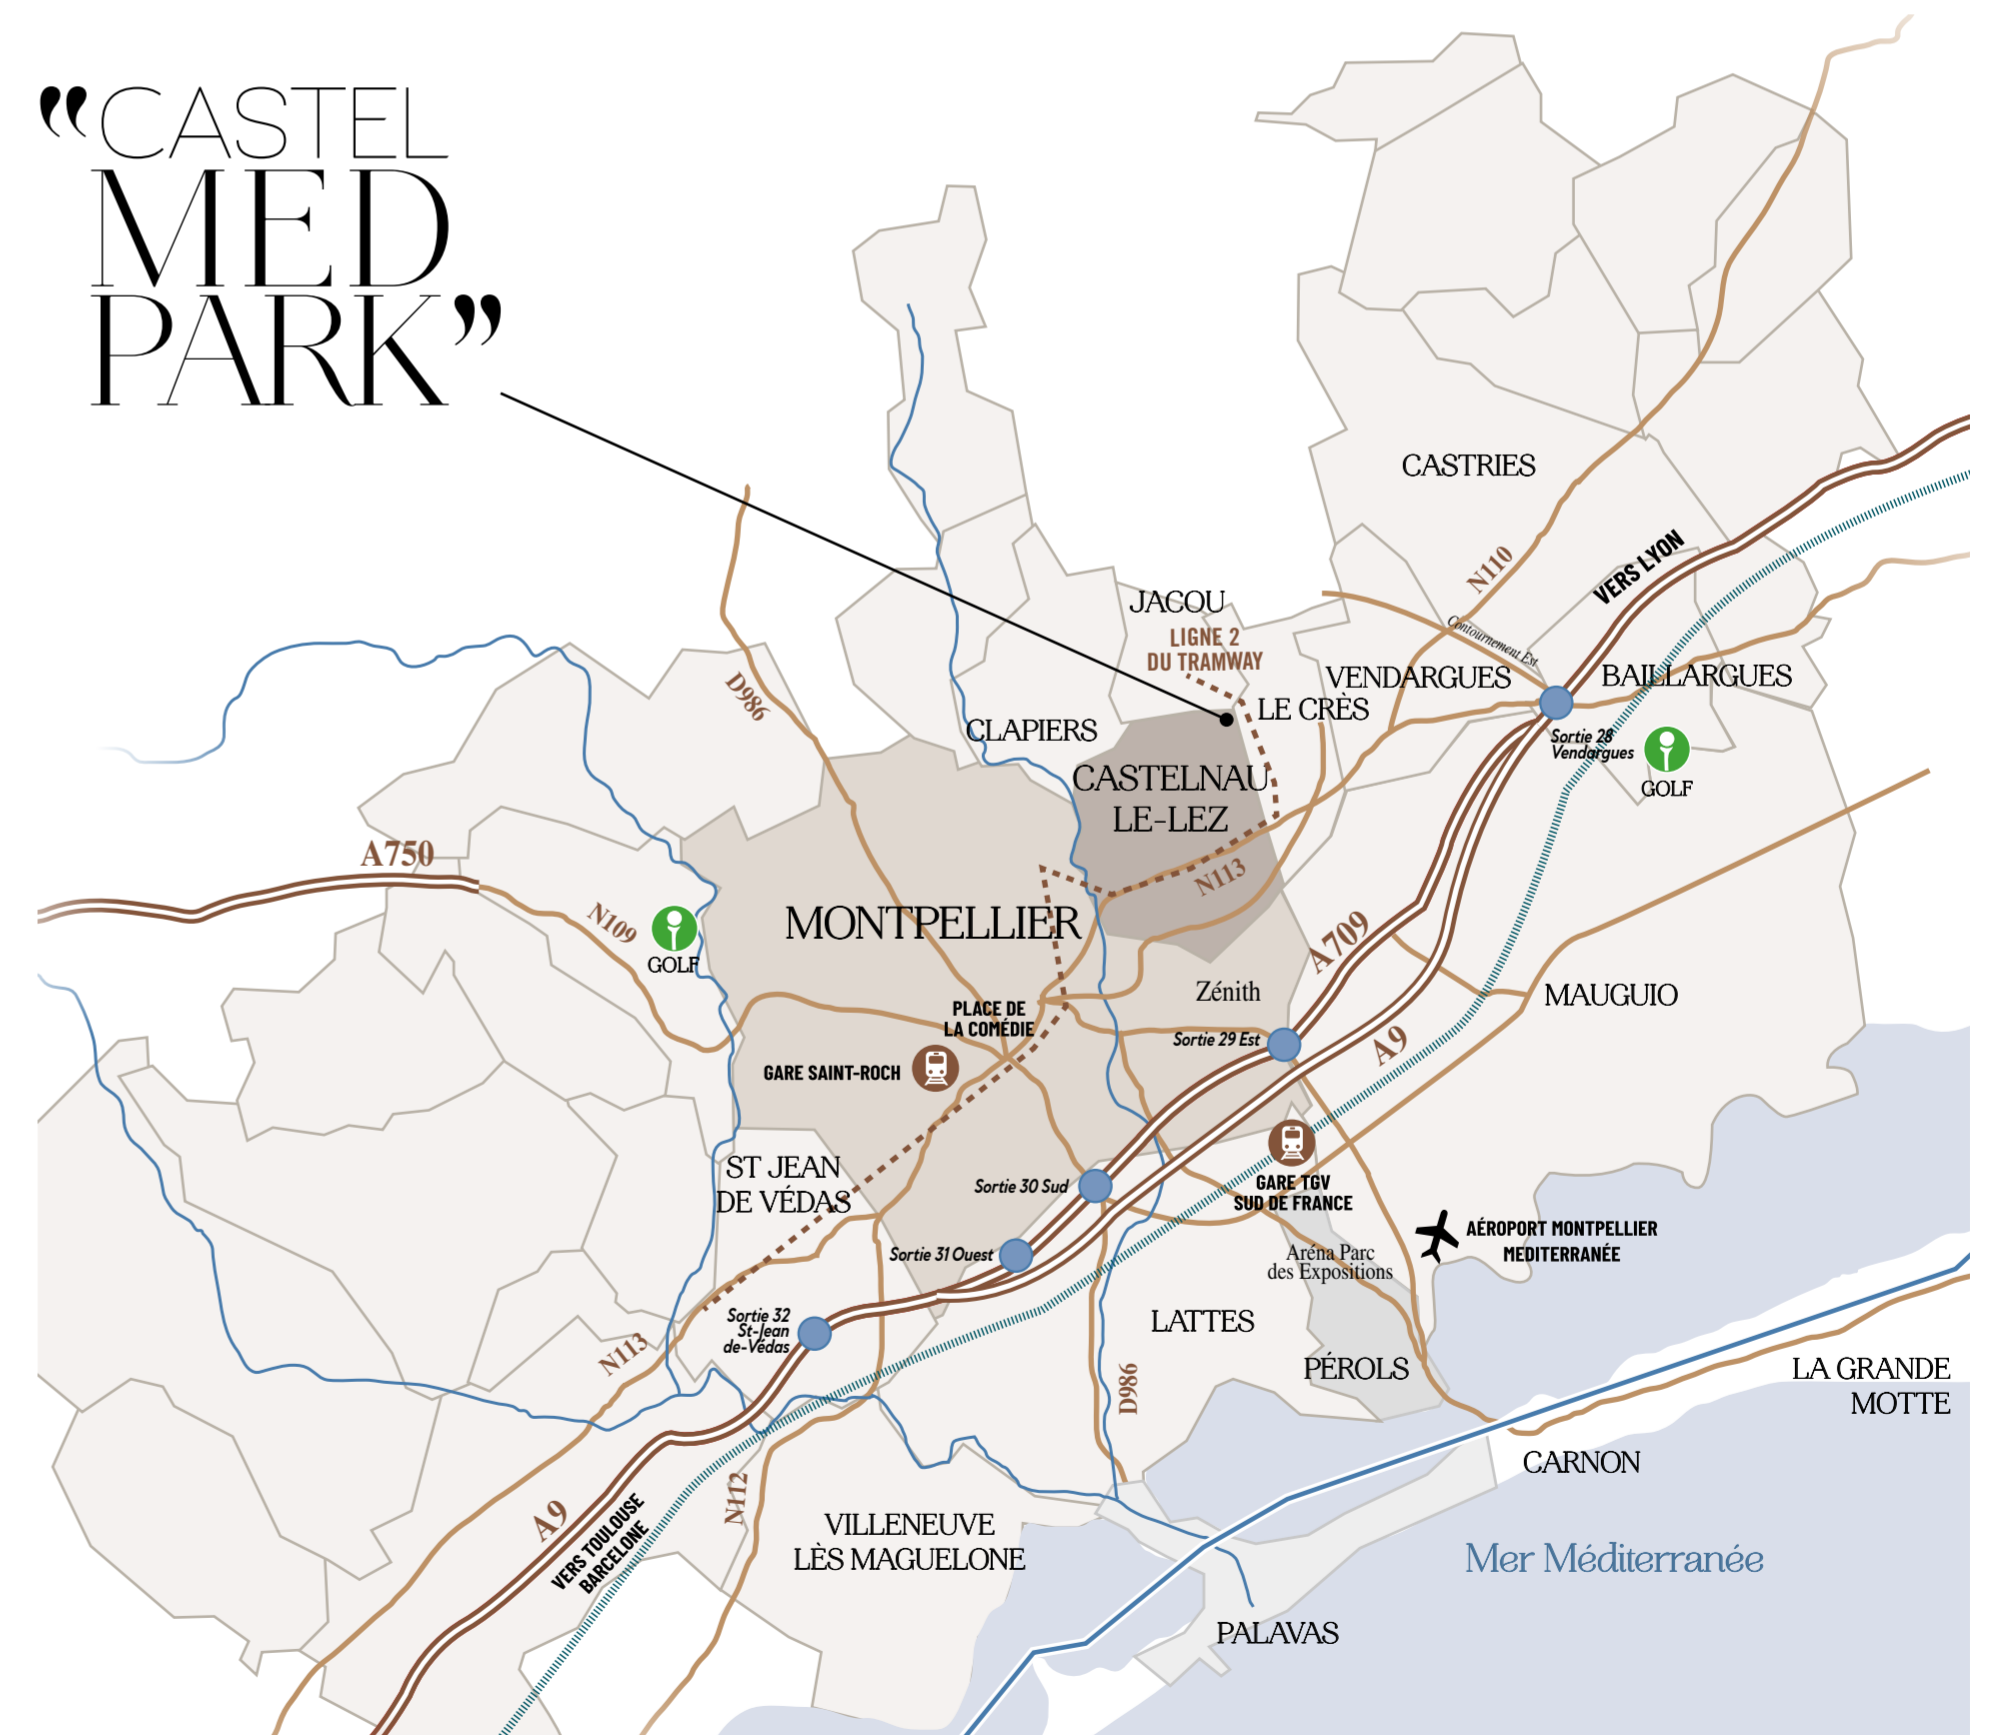 “CASTEL
MED
PARK”
CASTRIES
N110
VERS LYON
JACOU
LIGNE 2
DU TRAMWAY
Contournement Est
VENDARGUES
BAILLARGUES
D986
LE CRÈS
CLAPIERS
Sortie 28
Vendargues
GOLF
CASTELNAU
LE-LEZ
A750
N113
N109
GOLF
MONTPELLIER
A709
Zénith
MAUGUIO
PLACE DE
LA COMÉDIE
Sortie 29 Est
A9
GARE SAINT-ROCH
ST JEAN
DE VÉDAS
Sortie 30 Sud
GARE TGV
SUD DE FRANCE
AÉROPORT MONTPELLIER
MEDITERRANÉE
Sortie 31 Ouest
Aréna Parc
des Expositions
Sortie 32
St-Jean
de-Védas
LATTES
N113
PÉROLS
D986
LA GRANDE
MOTTE
CARNON
N112
A9
VERS TOULOUSE
BARCELONE
VILLENEUVE
LÈS MAGUELONE
Mer Méditerranée
PALAVAS